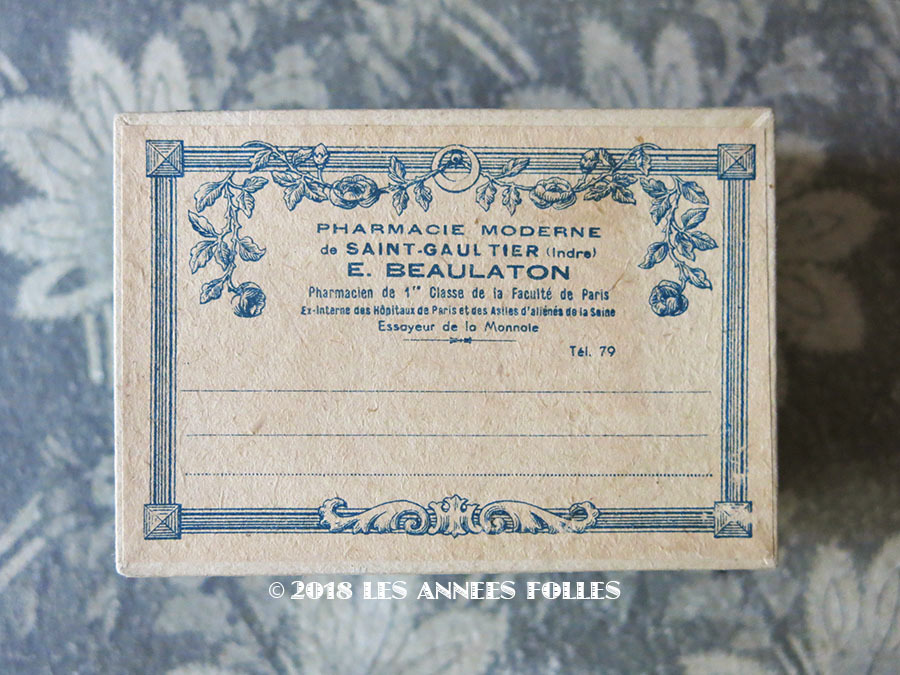 PHARMACIE MODERNE
de SAINT-GAULTIER (Indre)
E. BEAULATON
Pharmacien de 1re Classe de la Faculté de Paris
Ex-Interne des Hôpitaux de Paris et des Asiles d'aliénés de la Seine
Essayeur de la Monnoie
Tél. 79
© 2018 LES ANNEES FOLLES